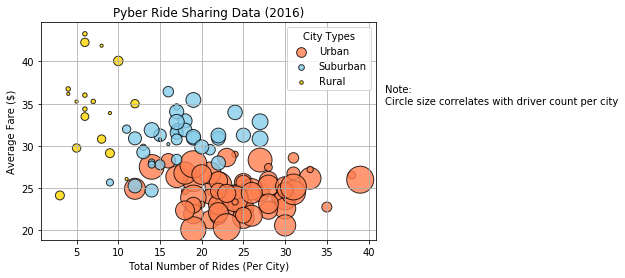 Pyber Ride Sharing Data (2016)
City Types
Urban
Suburban
Rural
40
35
30
25
20
Average Fare ($)
5
10
15
20
25
30
35
40
Total Number of Rides (Per City)
Note:
Circle size correlates with driver count per city